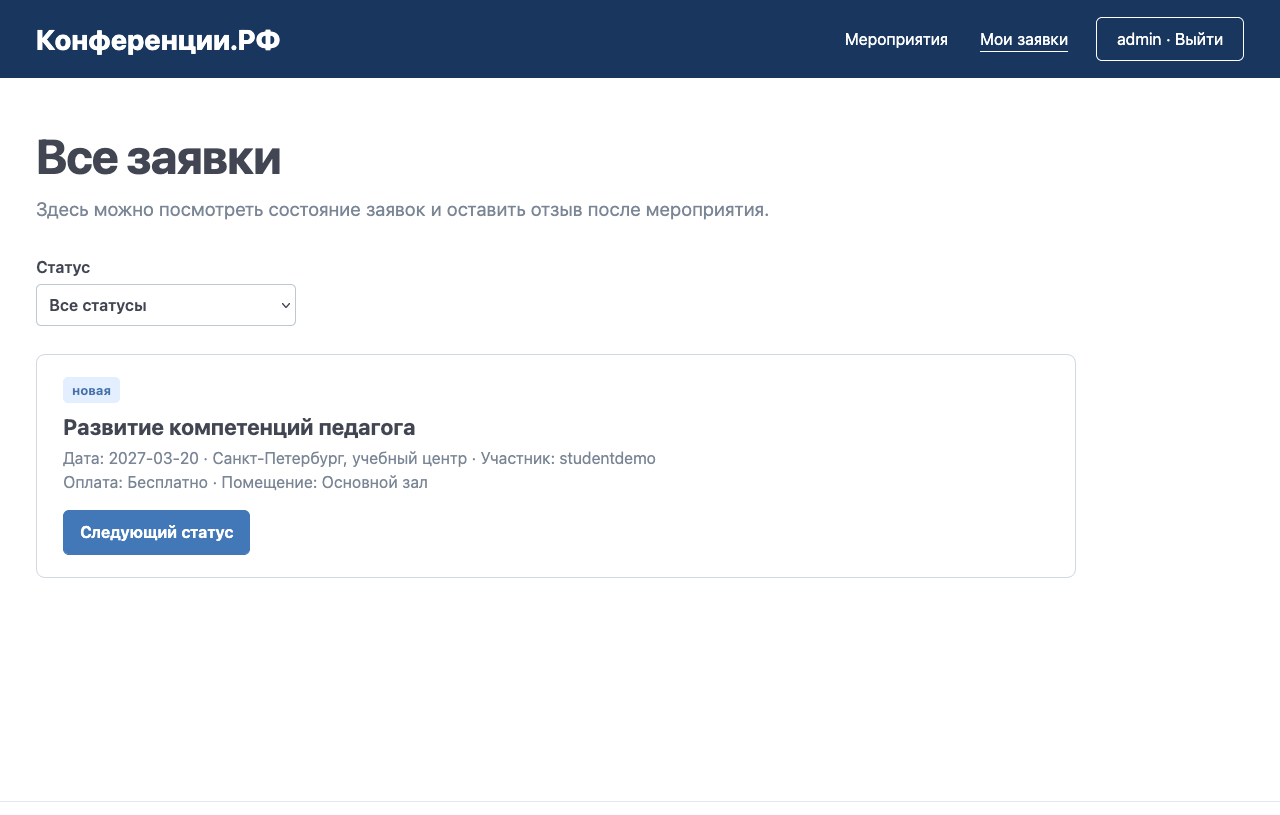 Конференции.РФ
Мероприятия
Мои заявки
admin · Выйти
Все заявки
Здесь можно посмотреть состояние заявок и оставить отзыв после мероприятия.
Статус
Все статусы
новая
Развитие компетенций педагога
Дата: 2027-03-20 · Санкт-Петербург, учебный центр · Участник: studentdemo
Оплата: Бесплатно · Помещение: Основной зал
Следующий статус